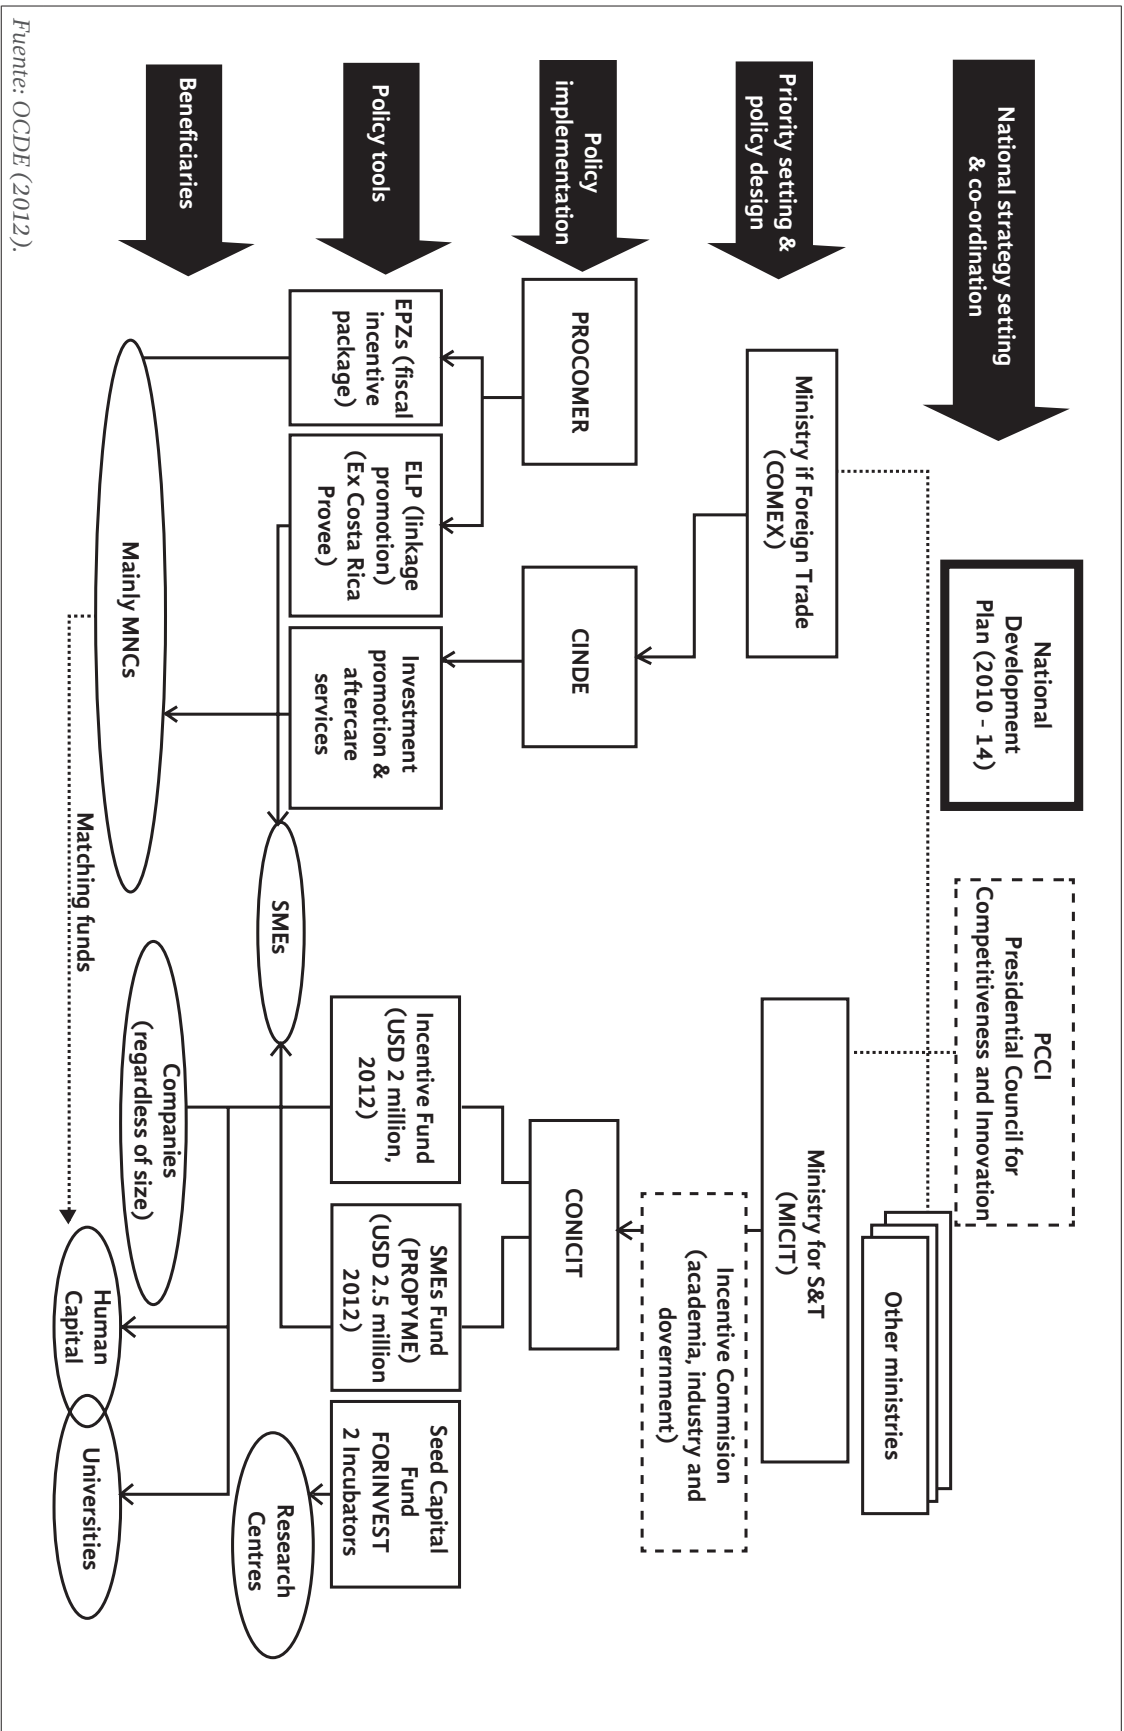 National strategy setting
& co-ordination
National
Development
Plan (2010 - 14)
PCCI
Presidential Council for
Competitiveness and Innovation
Other ministries
Priority setting &
policy design
Ministry if Foreign Trade
(COMEX)
Ministry for S&T
(MICIT)
Incentive Commision
(academia, industry and
dovernment)
Policy
implementation
PROCOMER
CINDE
CONICIT
Policy tools
EPZs (fiscal
incentive
package)
ELP (linkage
promotion)
(Ex Costa Rica
Provee)
Investment
promotion &
aftercare
services
Incentive Fund
(USD 2 million,
2012)
SMEs Fund
(PROPYME)
(USD 2.5 million
2012)
Seed Capital
Fund
FORINVEST
2 Incubators
Beneficiaries
SMEs
Research
Centres
Mainly MNCs
Companies
(regardless of size)
Matching funds
Human
Capital
Universities
Fuente: OCDE (2012).